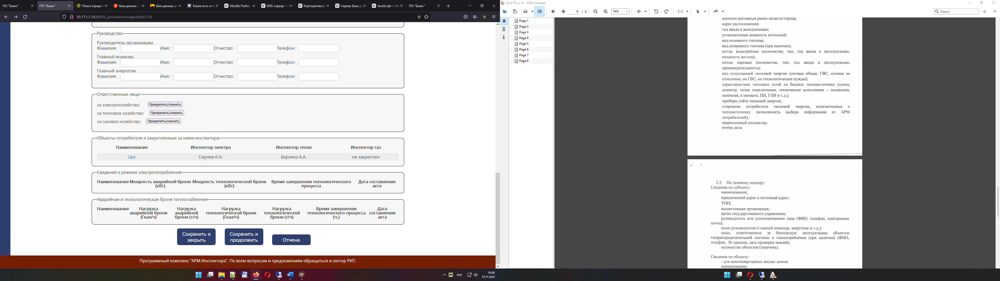 ПО "Базис"
ПО "Базис"
Поиск юридиче
база данных —
база данных pn
Какие есть onli
Mozilla Firefox –
DNS-сервер —
Корпоративная
Сервер базы да
JavaScript — Ви
ПО "Базис"
10.171.1.15/BASIS_arm/admin/subject/edit/154
Руководство
Руководитель организации
Фамилия: Имя: Отчество: Телефон:
Главный инженер
Фамилия: Имя: Отчество: Телефон:
Главный энергетик
Фамилия: Имя: Отчество: Телефон:
Ответственные лица
за электрохозяйство: Прикрепить/сменить
за тепловое хозяйство: Прикрепить/сменить
за газовое хозяйство: Прикрепить/сменить
Объекты потребителя и закрепленные за ними инспектора
Наименование Инспектор электро Инспектор тепло Инспектор газ
Цех Смунев А.Н. Берзина А.А. не закреплен
Сведения о режиме электропотребления
Наименование Мощность аварийной брони Мощность технологической брони Время завершения технологического Дата составления
(кВт) (кВт) процесса акта
Аварийная и технологическая броня теплоснабжения
Наименование Нагрузка Нагрузка Нагрузка Нагрузка Время завершения Дата
аварийной брони аварийной технологической брони технологической технологического процесса составления
(Гкал/ч) брони (т/ч) (Гкал/ч) брони (т/ч) (ч.) акта
Сохранить и закрыть
Сохранить и продолжить
Отмена
Программный комплекс "АРМ Инспектора". По всем вопросам и предложениям обращаться в сектор РИТ.
РУС
15:00
12.11.2021
03-6 ТЗ от ГУ - PDF24 Reader
6 / 8
74%
Поиск
Page 1
Page 2
Page 3
Page 4
Page 5
Page 6
Page 7
Page 8
административный район области/города;
адрес расположения;
год ввода в эксплуатацию;
установленная мощность котельной;
вид основного топлива;
вид резервного топлива (при наличии);
котлы водогрейные (количество, тип, год ввода в эксплуатацию,
мощность котлов);
котлы паровые (количество, тип, год ввода в эксплуатацию,
производительность);
вид отпускаемой тепловой энергии (сетевая общая, ГВС, сетевая на
отопление, на ГВС, на технологические нужды);
характеристики тепловых сетей на балансе теплоисточника (длина,
диаметр, точка подключения, техническое исполнение – подземная,
наземная, в минвате, ПИ, ГПИ и т.д.);
приборы учёта тепловой энергии;
сторонние потребители тепловой энергии, подключенные к
теплоисточнику (возможность выбора информации из АРМ
потребителей);
закрепленный инспектор;
номер дела.
2.3. По газовому надзору:
Сведения по субъекту:
наименование;
юридический адрес и почтовый адрес;
УНП;
вышестоящая организация;
орган государственного управления;
руководитель или уполномоченное лицо (ФИО, телефон, электронная
почта);
иные руководители (главный инженер, энергетик и т.д.);
лицо, ответственное за безопасную эксплуатацию объектов
газораспределительной системы и газопотребления (при наличии) (ФИО,
телефон, № приказа, дата проверки знаний);
количество объектов (перечень).
Сведения по объекту:
- для многоквартирных жилых домов:
наименование;